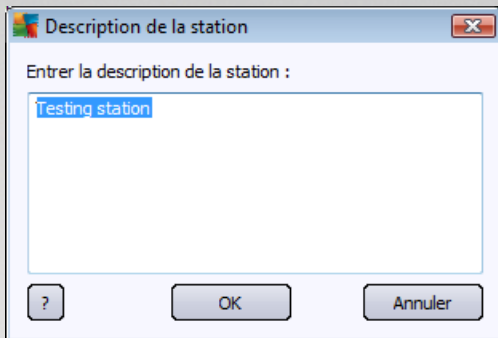 Description de la station
Entrer la description de la station :
Testing station
?
OK
Annuler